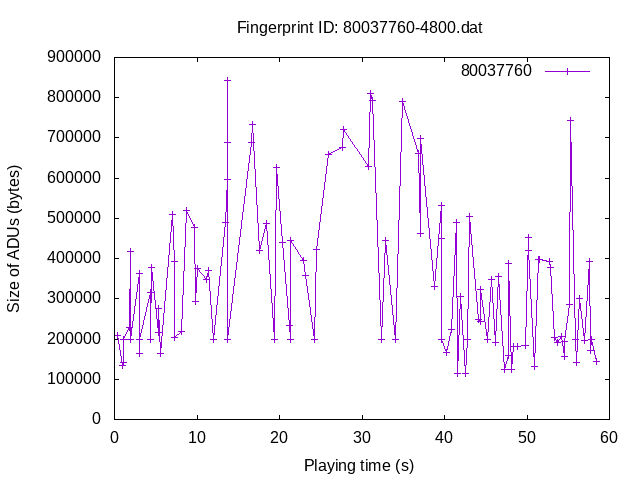 Fingerprint ID: 80037760-4800.dat
80037760
Size of ADUs (bytes)
900000
800000
700000
600000
500000
400000
300000
200000
100000
0
0 10 20 30 40 50 60
Playing time (s)